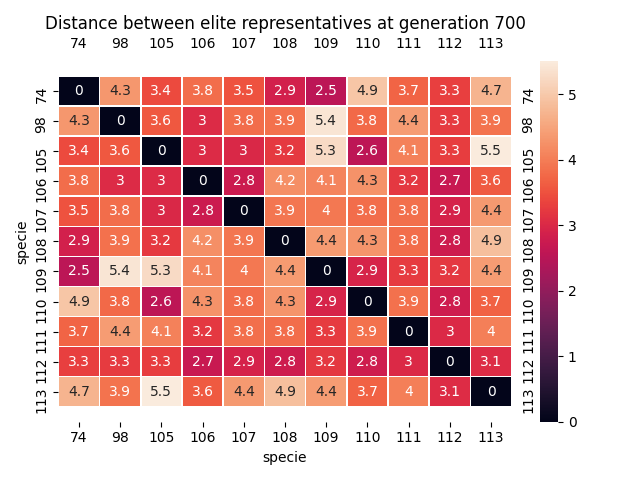 Distance between elite representatives at generation 700
74 98 105 106 107 108 109 110 111 112 113
74 0 4.3 3.4 3.8 3.5 2.9 2.5 4.9 3.7 3.3 4.7 74
98 4.3 0 3.6 3 3.8 3.9 5.4 3.8 4.4 3.3 3.9 98
105 3.4 3.6 0 3 3 3.2 5.3 2.6 4.1 3.3 5.5 105
106 3.8 3 3 0 2.8 4.2 4.1 4.3 3.2 2.7 3.6 106
107 3.5 3.8 3 2.8 0 3.9 4 3.8 3.8 2.9 4.4 107
108 2.9 3.9 3.2 4.2 3.9 0 4.4 4.3 3.8 2.8 4.9 108
109 2.5 5.4 5.3 4.1 4 4.4 0 2.9 3.3 3.2 4.4 109
110 4.9 3.8 2.6 4.3 3.8 4.3 2.9 0 3.9 2.8 3.7 110
111 3.7 4.4 4.1 3.2 3.8 3.8 3.3 3.9 0 3 4 111
112 3.3 3.3 3.3 2.7 2.9 2.8 3.2 2.8 3 0 3.1 112
113 4.7 3.9 5.5 3.6 4.4 4.9 4.4 3.7 4 3.1 0 113
74 98 105 106 107 108 109 110 111 112 113
specie
specie
5
4
3
2
1
0